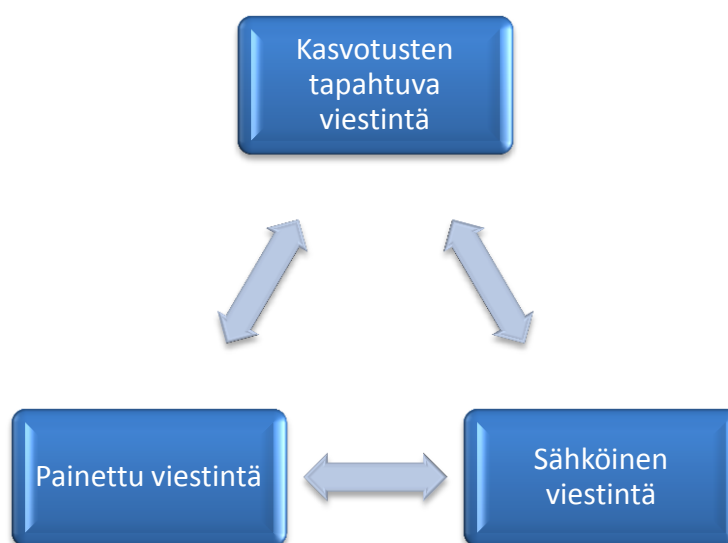 Kasvotusten
tapahtuva
viestintä
Painettu viestintä
Sähköinen
viestintä